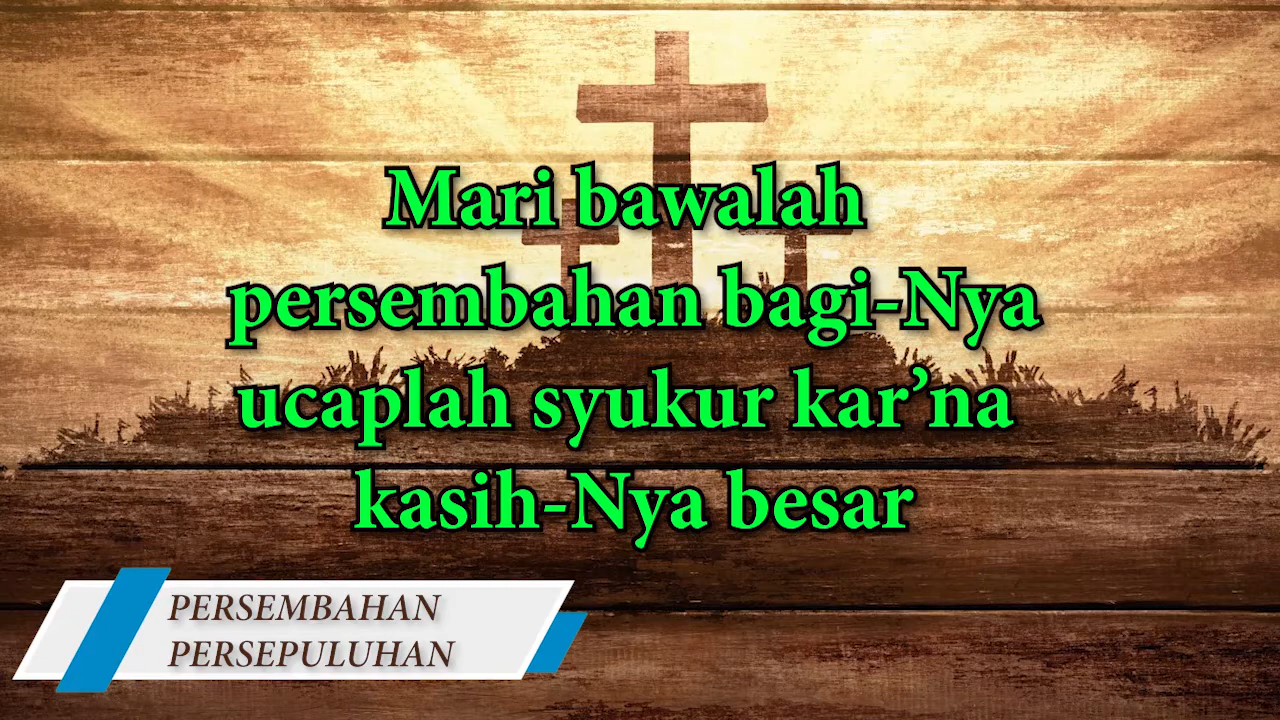 Mari bawalah
persembahan bagi-Nya
ucaplah syukur kar’na
kasih-Nya besar
PERSEMBAHAN
PERSEPULUHAN